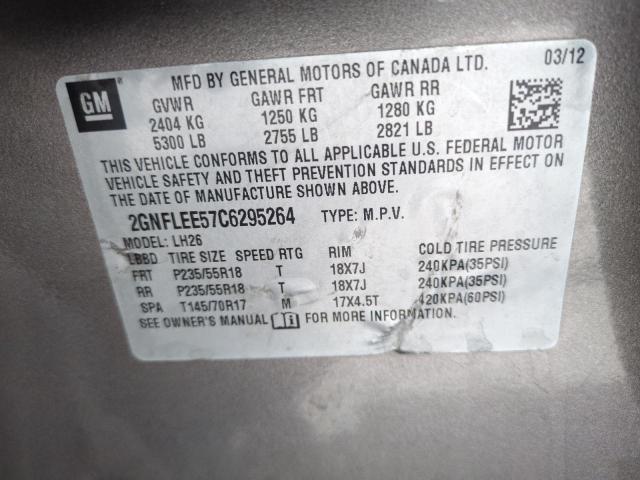 GM
MFD BY GENERAL MOTORS OF CANADA LTD. 03/12
GVWR GAWR FRT GAWR RR
2404 KG 1250 KG 1280 KG
5300 LB 2755 LB 2821 LB
THIS VEHICLE CONFORMS TO ALL APPLICABLE U.S. FEDERAL MOTOR
VEHICLE SAFETY AND THEFT PREVENTION STANDARDS IN EFFECT ON
THE DATE OF MANUFACTURE SHOWN ABOVE.
2GNFLEE57C6295264 TYPE: M.P.V.
MODEL: LH26
LBBD TIRE SIZE SPEED RTG RIM COLD TIRE PRESSURE
FRT P235/55R18 T 18X7J 240KPA(35PSI)
RR P235/55R18 T 18X7J 240KPA(35PSI)
SPA T145/70R17 M 17X4.5T 420KPA(60PSI)
SEE OWNER'S MANUAL FOR MORE INFORMATION.